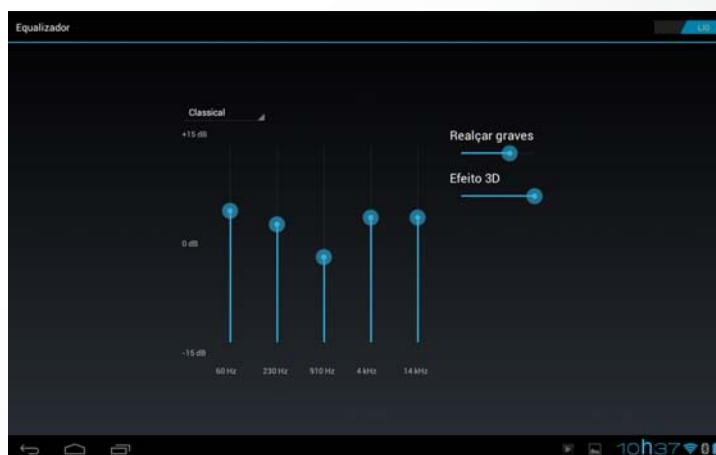 Equalizador
LIG
Classical
+15 dB
Realçar graves
Efeito 3D
0 dB
-15 dB
60 Hz 230 Hz 910 Hz 4 kHz 14 kHz
10h37